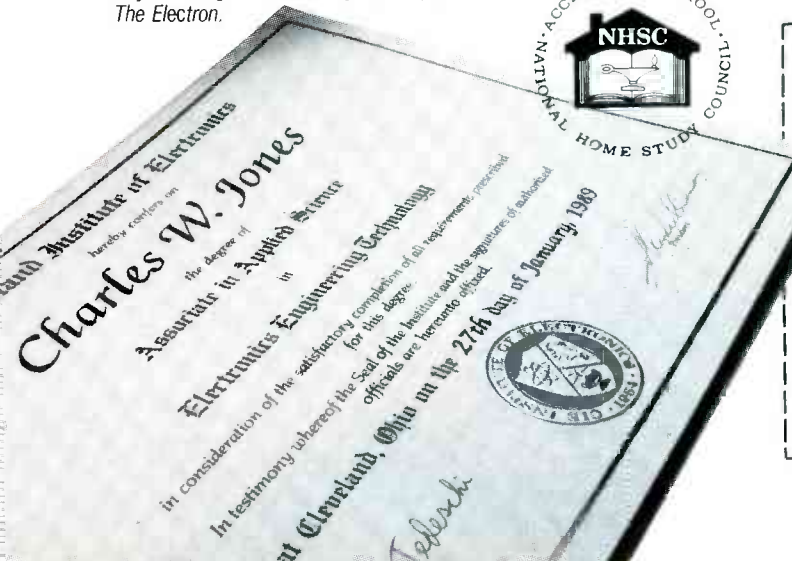 The Electron.
NATIONAL HOME STUDY COUNCIL
NHSC
Institute of Electronics
hereby confers on
Charles W. Jones
the degree of
Associate in Applied Science
in
Electronics Engineering Technology
in consideration of the satisfactory completion of all requirements presented
for this degree.
In testimony whereof the Seal of the Institute and the signatures of authorized
officials are hereunto affixed.
at Cleveland, Ohio on the 27th day of January, 1989
Tedeschi